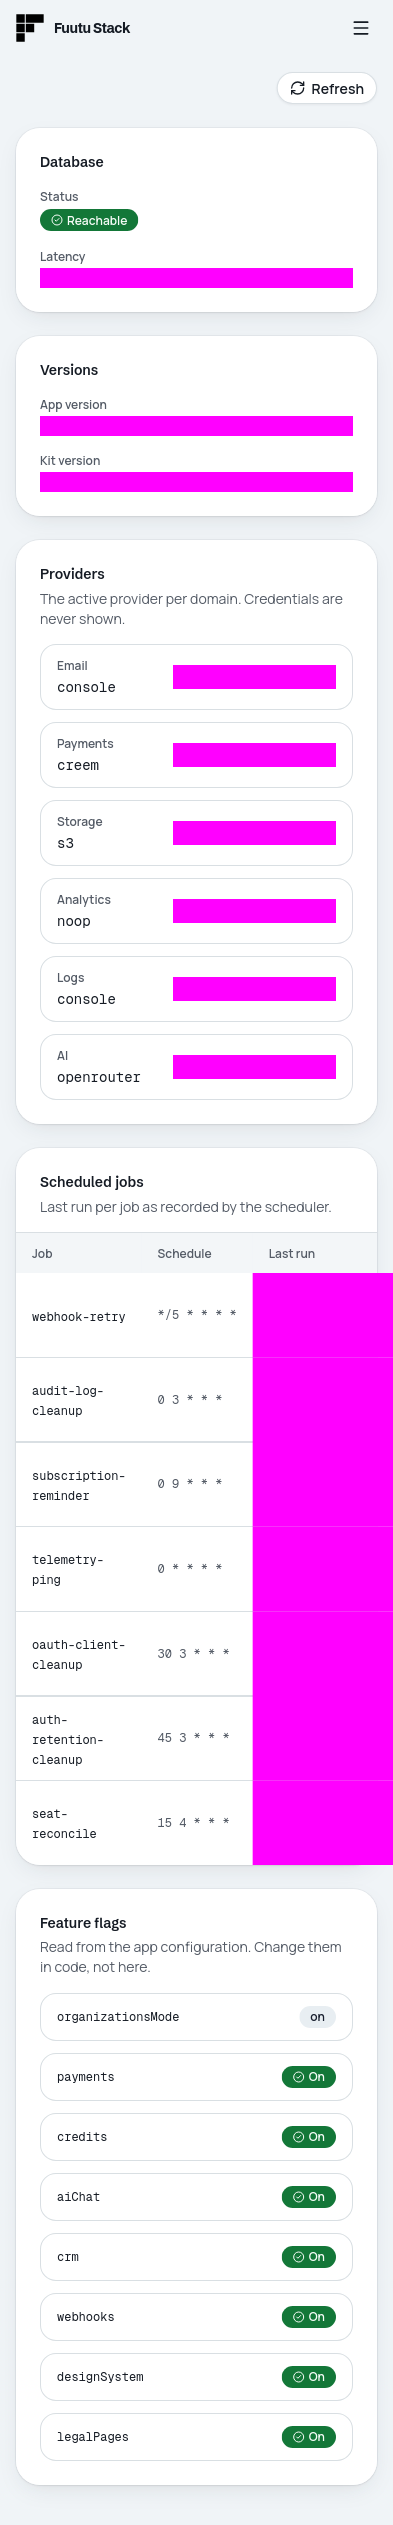 Fuutu Stack
Refresh
Database
Status
Reachable
Latency
Versions
App version
Kit version
Providers
The active provider per domain. Credentials are
never shown.
Email
console
Payments
creem
Storage
s3
Analytics
noop
Logs
console
AI
openrouter
Scheduled jobs
Last run per job as recorded by the scheduler.
Job Schedule Last run
webhook-retry */5 * * * *
audit-log-
cleanup
0 3 * * *
subscription-
reminder
0 9 * * *
telemetry-
ping
0 * * * *
oauth-client-
cleanup
30 3 * * *
auth-
retention-
cleanup
45 3 * * *
seat-
reconcile
15 4 * * *
Feature flags
Read from the app configuration. Change them
in code, not here.
organizationsMode on
payments On
credits On
aiChat On
crm On
webhooks On
designSystem On
legalPages On